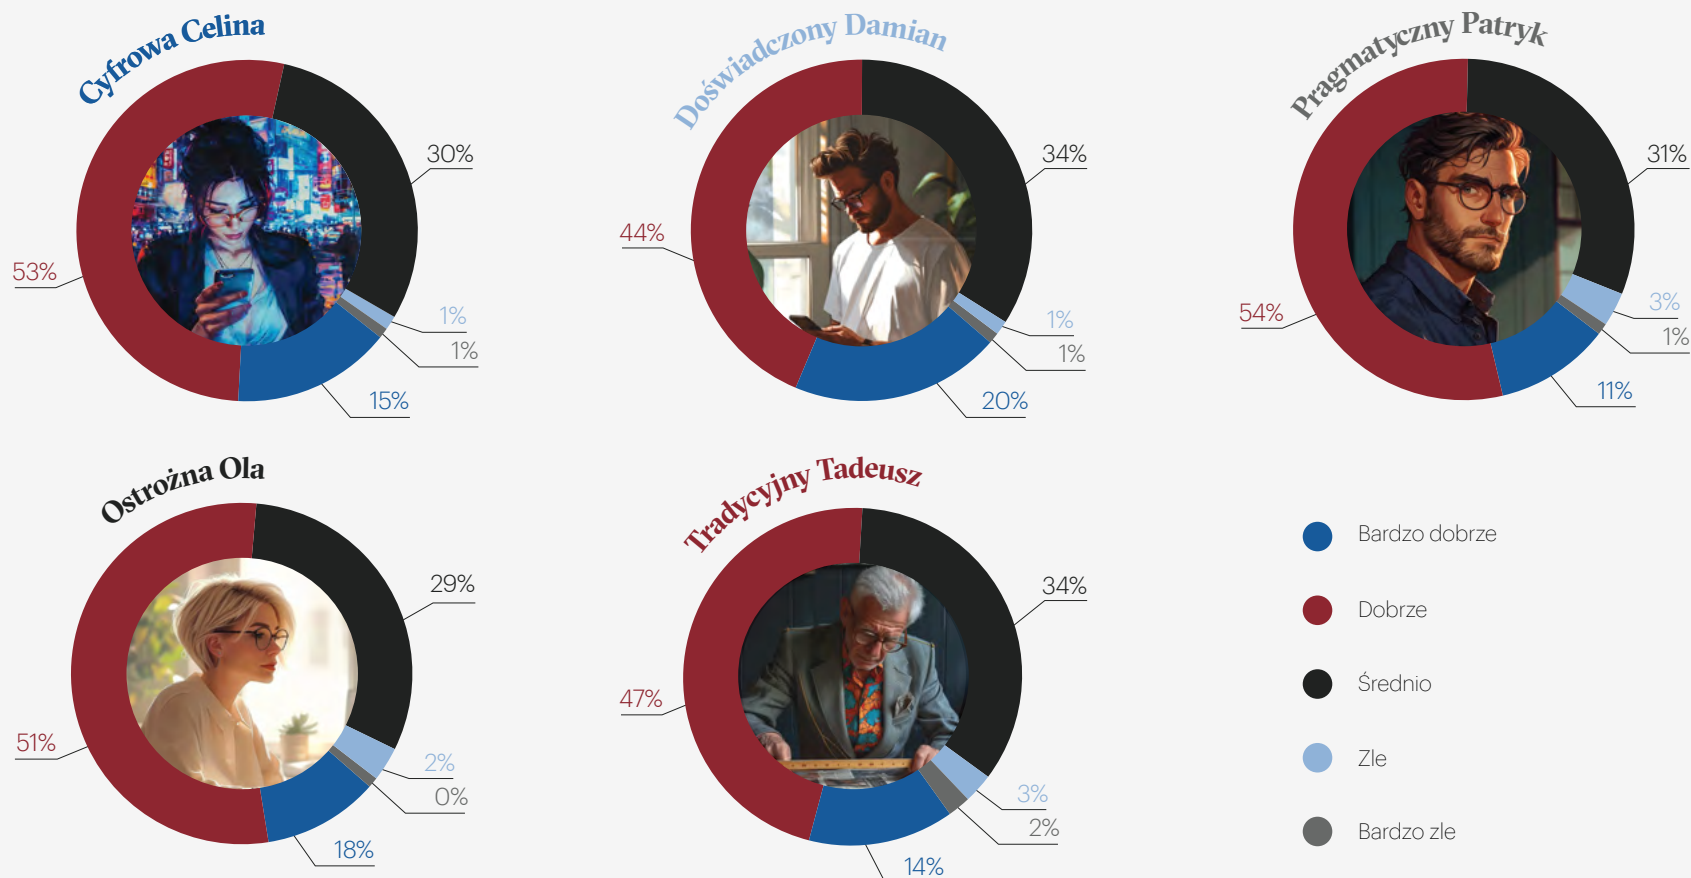 Cyfrowa Celina
30%
53%
1%
1%
15%
Doświadczony Damian
34%
44%
1%
1%
20%
Pragmatyczny Patryk
31%
54%
3%
1%
11%
Ostrożna Ola
29%
51%
2%
0%
18%
Tradycyjny Tadeusz
34%
47%
3%
2%
14%
Bardzo dobrze
Dobrze
Średnio
Zle
Bardzo zle